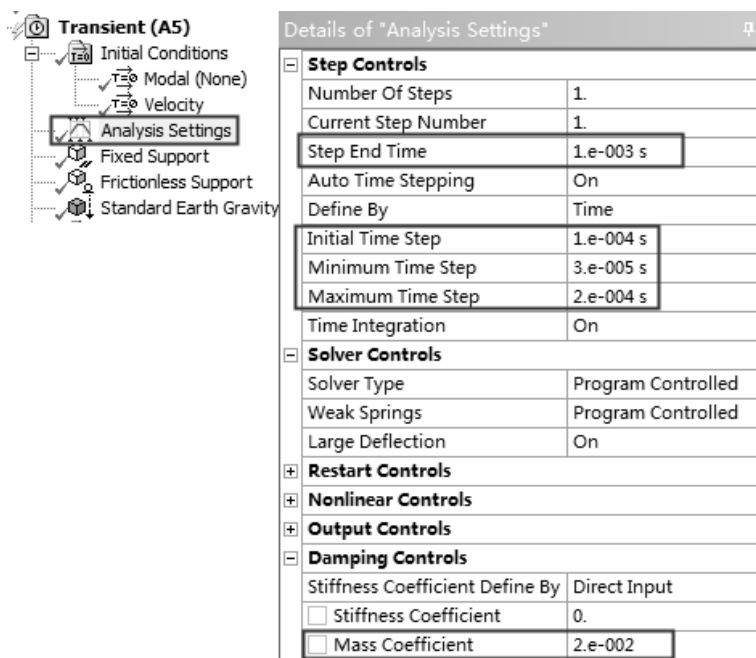 Transient (A5)
Initial Conditions
Modal (None)
Velocity
Analysis Settings
Fixed Support
Frictionless Support
Standard Earth Gravity
Details of "Analysis Settings"
Step Controls
Number Of Steps 1.
Current Step Number 1.
Step End Time 1.e-003 s
Auto Time Stepping On
Define By Time
Initial Time Step 1.e-004 s
Minimum Time Step 3.e-005 s
Maximum Time Step 2.e-004 s
Time Integration On
Solver Controls
Solver Type Program Controlled
Weak Springs Program Controlled
Large Deflection On
Restart Controls
Nonlinear Controls
Output Controls
Damping Controls
Stiffness Coefficient Define By Direct Input
Stiffness Coefficient 0.
Mass Coefficient 2.e-002